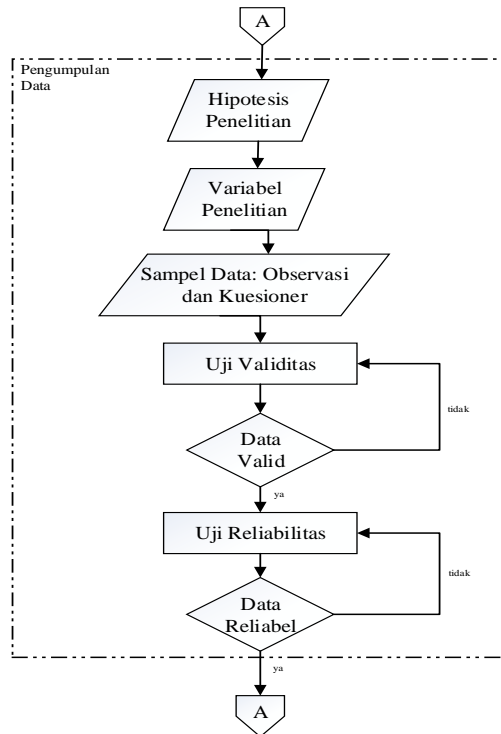 A
Pengumpulan
Data
Hipotesis
Penelitian
Variabel
Penelitian
Sampel Data: Observasi
dan Kuesioner
Uji Validitas
tidak
Data
Valid
ya
Uji Reliabilitas
tidak
Data
Reliabel
ya
A